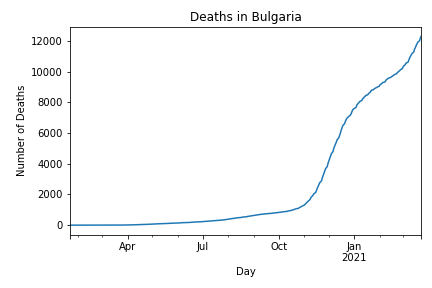 Deaths in Bulgaria
Number of Deaths
12000
10000
8000
6000
4000
2000
0
Apr
Jul
Oct
Jan
2021
Day